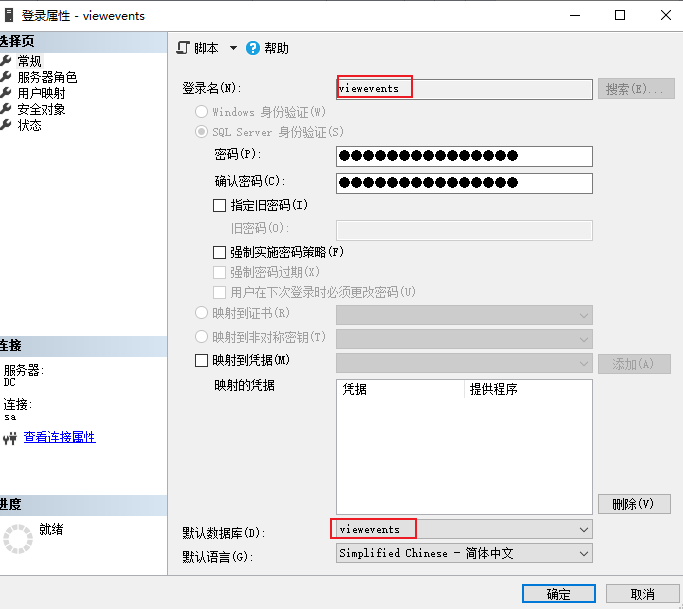 登录属性 - viewevents
选择页
常规
服务器角色
用户映射
安全对象
状态
脚本
帮助
登录名(N):
viewevents
搜索(E)...
Windows 身份验证(W)
SQL Server 身份验证(S)
密码(P):
●●●●●●●●●●●●●●●
确认密码(C):
●●●●●●●●●●●●●●●
指定旧密码(I)
旧密码(O):
强制实施密码策略(F)
强制密码过期(X)
用户在下次登录时必须更改密码(U)
映射到证书(R)
映射到非对称密钥(T)
映射到凭据(M)
添加(A)
映射的凭据
凭据
提供程序
删除(V)
默认数据库(D):
viewevents
默认语言(G):
Simplified Chinese - 简体中文
连接
服务器:
DC
连接:
sa
查看连接属性
进度
就绪
确定
取消